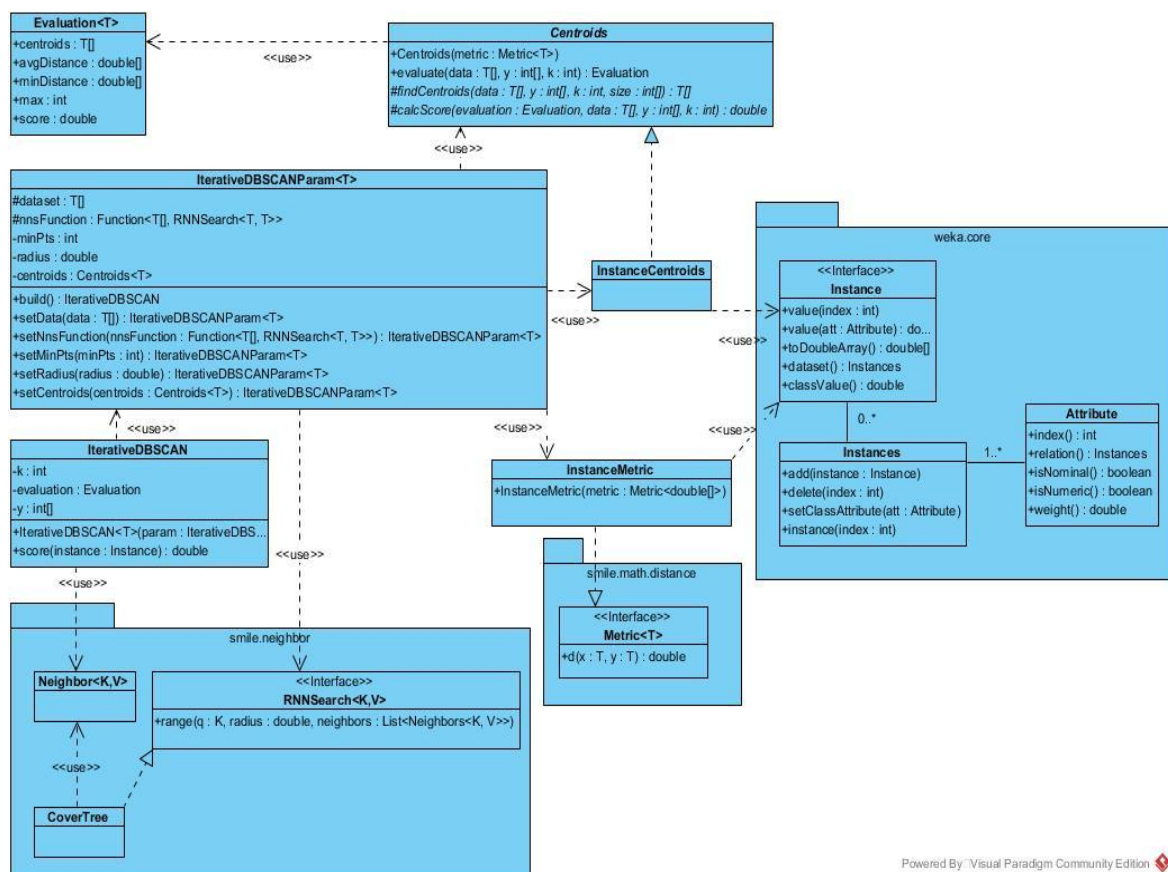 Evaluation<T>
+centroids : T[]
+avgDistance : double[]
+minDistance : double[]
+max : int
+score : double
<<use>>
Centroids
+Centroids(metric : Metric<T>)
+evaluate(data : T[], y : int[], k : int) : Evaluation
#findCentroids(data : T[], y : int[], k : int, size : int[]) : T[]
#calcScore(evaluation : Evaluation, data : T[], y : int[], k : int) : double
<<use>>
IterativeDBSCANParam<T>
#dataset : T[]
#nnsFunction : Function<T[], RNNSearch<T, T>>
-minPts : int
-radius : double
-centroids : Centroids<T>
+build() : IterativeDBSCAN
+setData(data : T[]) : IterativeDBSCANParam<T>
+setNnsFunction(nnsFunction : Function<T[], RNNSearch<T, T>>) : IterativeDBSCANParam<T>
+setMinPts(minPts : int) : IterativeDBSCANParam<T>
+setRadius(radius : double) : IterativeDBSCANParam<T>
+setCentroids(centroids : Centroids<T>) : IterativeDBSCANParam<T>
<<use>>
InstanceCentroids
<<use>>
weka.core
<<Interface>>
Instance
+value(index : int)
+value(att : Attribute) : do...
+toDoubleArray() : double[]
+dataset() : Instances
+classValue() : double
0..*
Instances
+add(instance : Instance)
+delete(index : int)
+setClassAttribute(att : Attribute)
+instance(index : int)
1..*
Attribute
+index() : int
+relation() : Instances
+isNominal() : boolean
+isNumeric() : boolean
+weight() : double
<<use>>
IterativeDBSCAN
-k : int
-evaluation : Evaluation
-y : int[]
+IterativeDBSCAN<T>(param : IterativeDBS...
+score(instance : Instance) : double
<<use>>
<<use>>
<<use>>
<<use>>
InstanceMetric
+InstanceMetric(metric : Metric<double[]>)
smile.math.distance
<<Interface>>
Metric<T>
+d(x : T, y : T) : double
smile.neighbor
Neighbor<K,V>
<<Interface>>
RNNSearch<K,V>
+range(q : K, radius : double, neighbors : List<Neighbors<K, V>>)
<<use>>
CoverTree
Powered By Visual Paradigm Community Edition